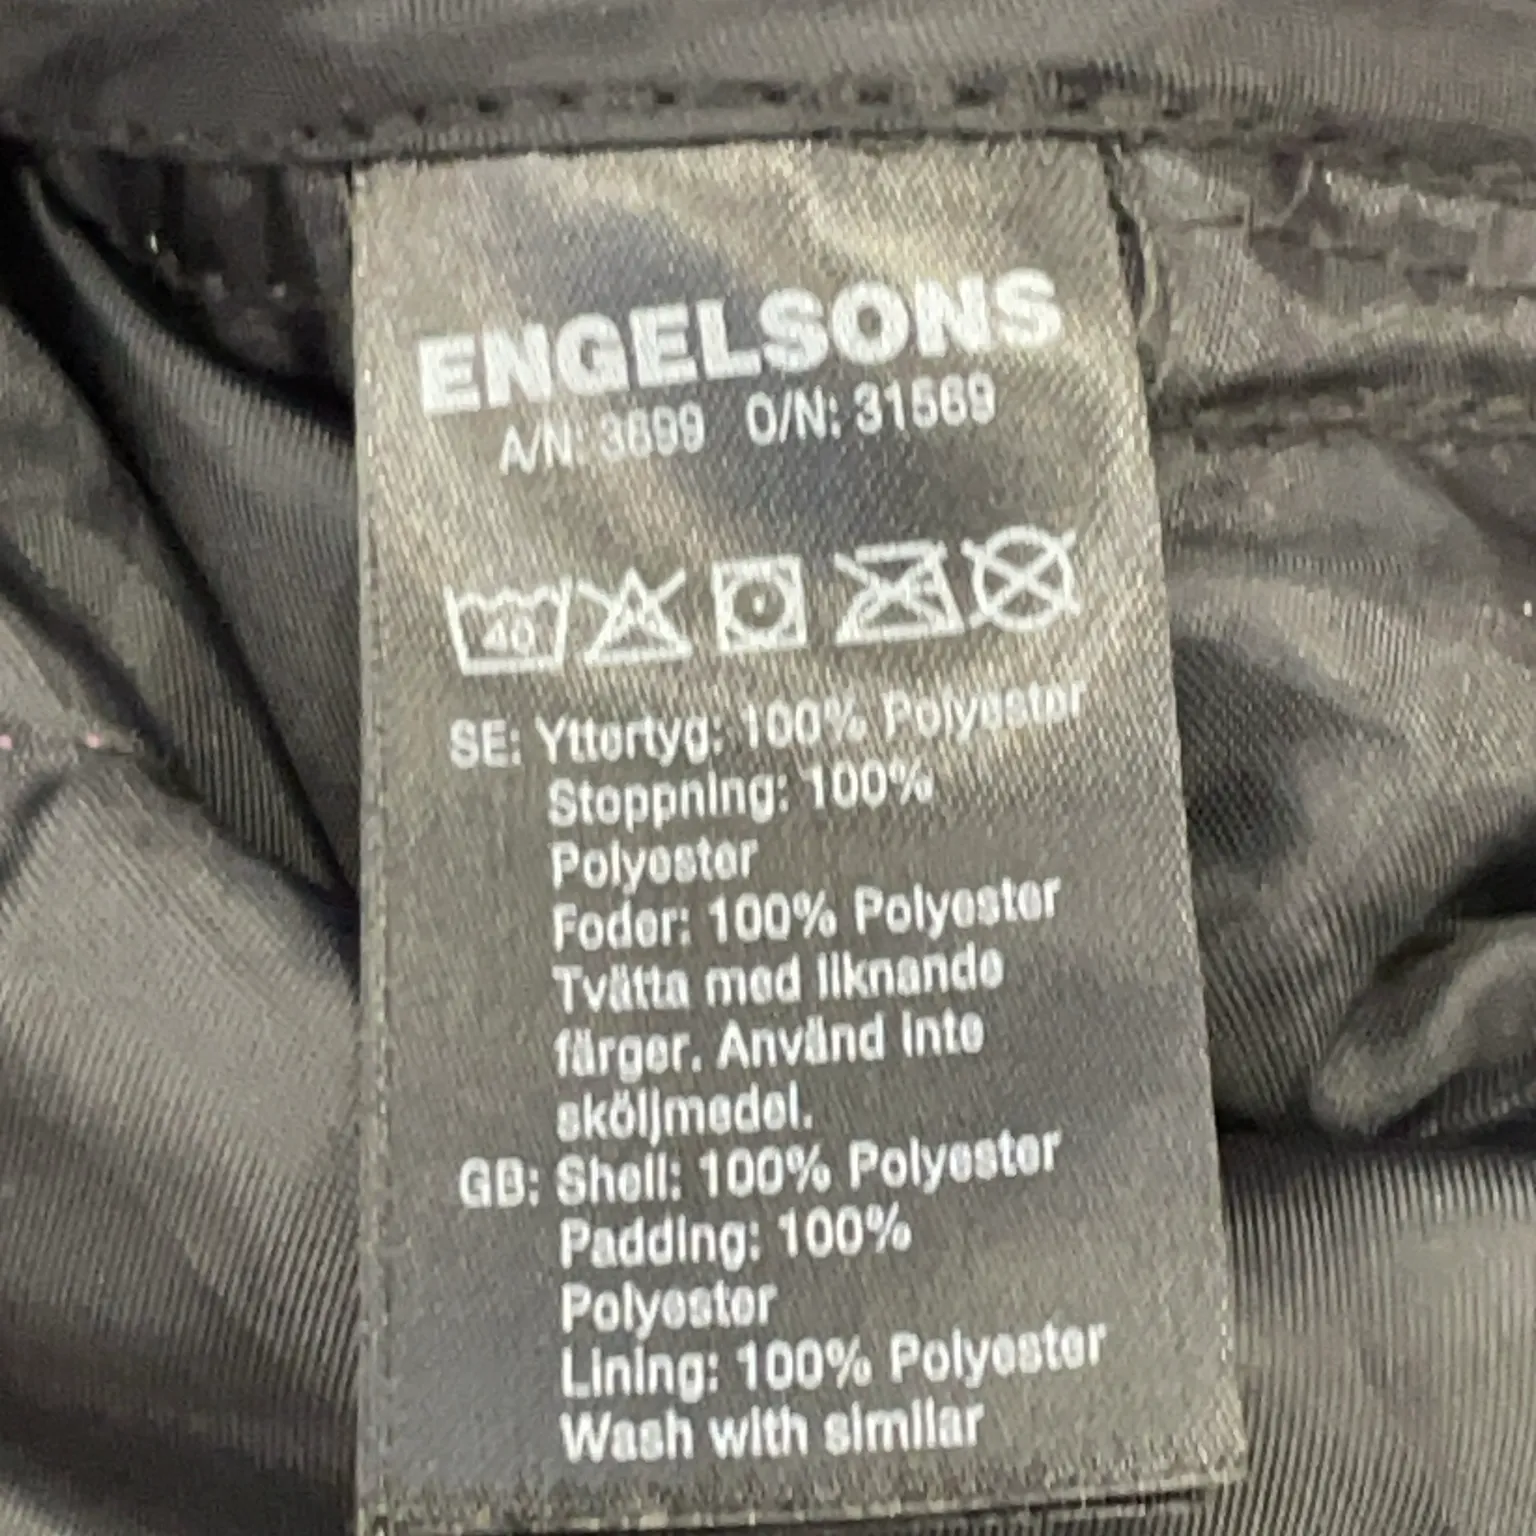 ENGELSONS
A/N: 3699 O/N: 31569
40
SE: Yttertyg: 100% Polyester
Stoppning: 100%
Polyester
Foder: 100% Polyester
Tvätta med liknande
färger. Använd inte
sköljmedel.
GB: Shell: 100% Polyester
Padding: 100%
Polyester
Lining: 100% Polyester
Wash with similar